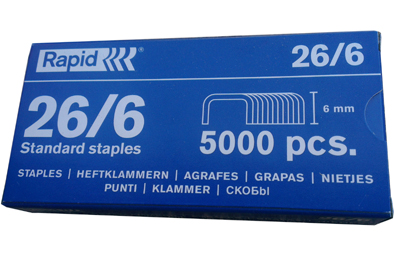 Rapid
26/6
26/6
Standard staples
6 mm
5000 pcs.
STAPLES | HEFTKLAMMERN | AGRAFES | GRAPAS | NIETJES
PUNTI | KLAMMER | СКОБЫ